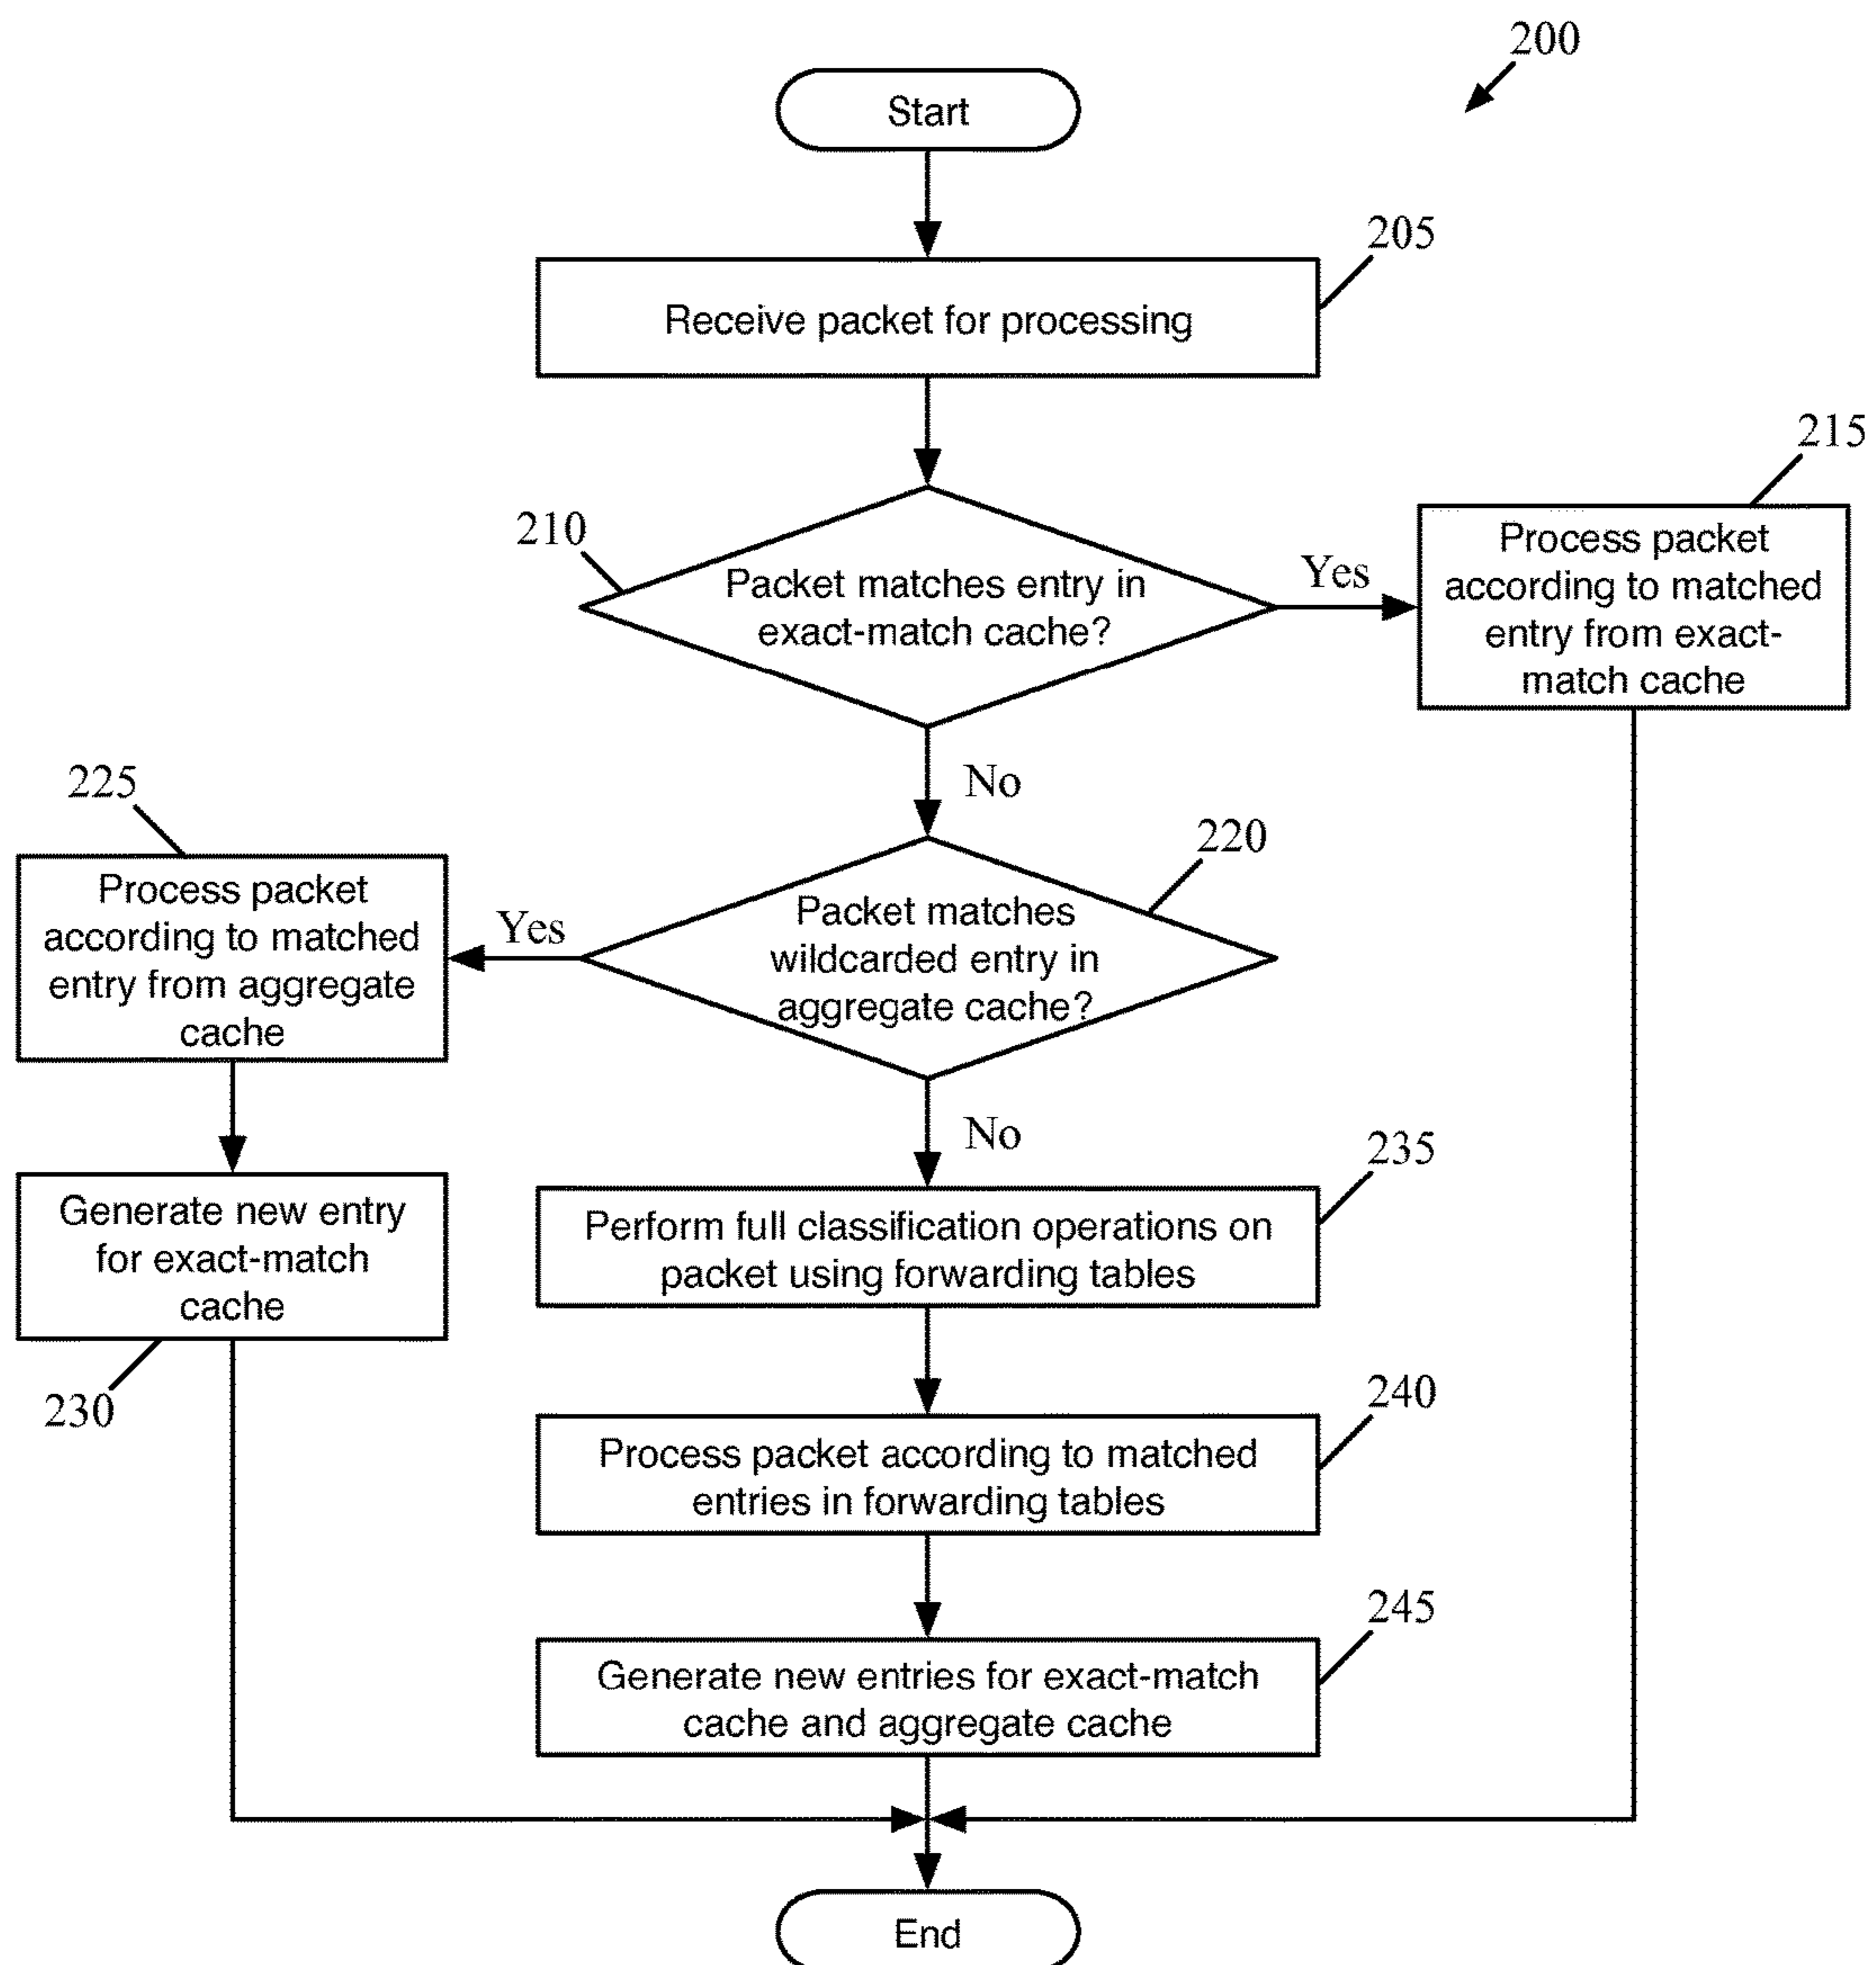 200
Start
205
Receive packet for processing
215
210
Packet matches entry in
exact-match cache?
Yes
Process packet
according to matched
entry from exact-
match cache
No
225
220
Process packet
according to matched
entry from aggregate
cache
Yes
Packet matches
wildcarded entry in
aggregate cache?
No
235
Generate new entry
for exact-match
cache
230
Perform full classification operations on
packet using forwarding tables
240
Process packet according to matched
entries in forwarding tables
245
Generate new entries for exact-match
cache and aggregate cache
End